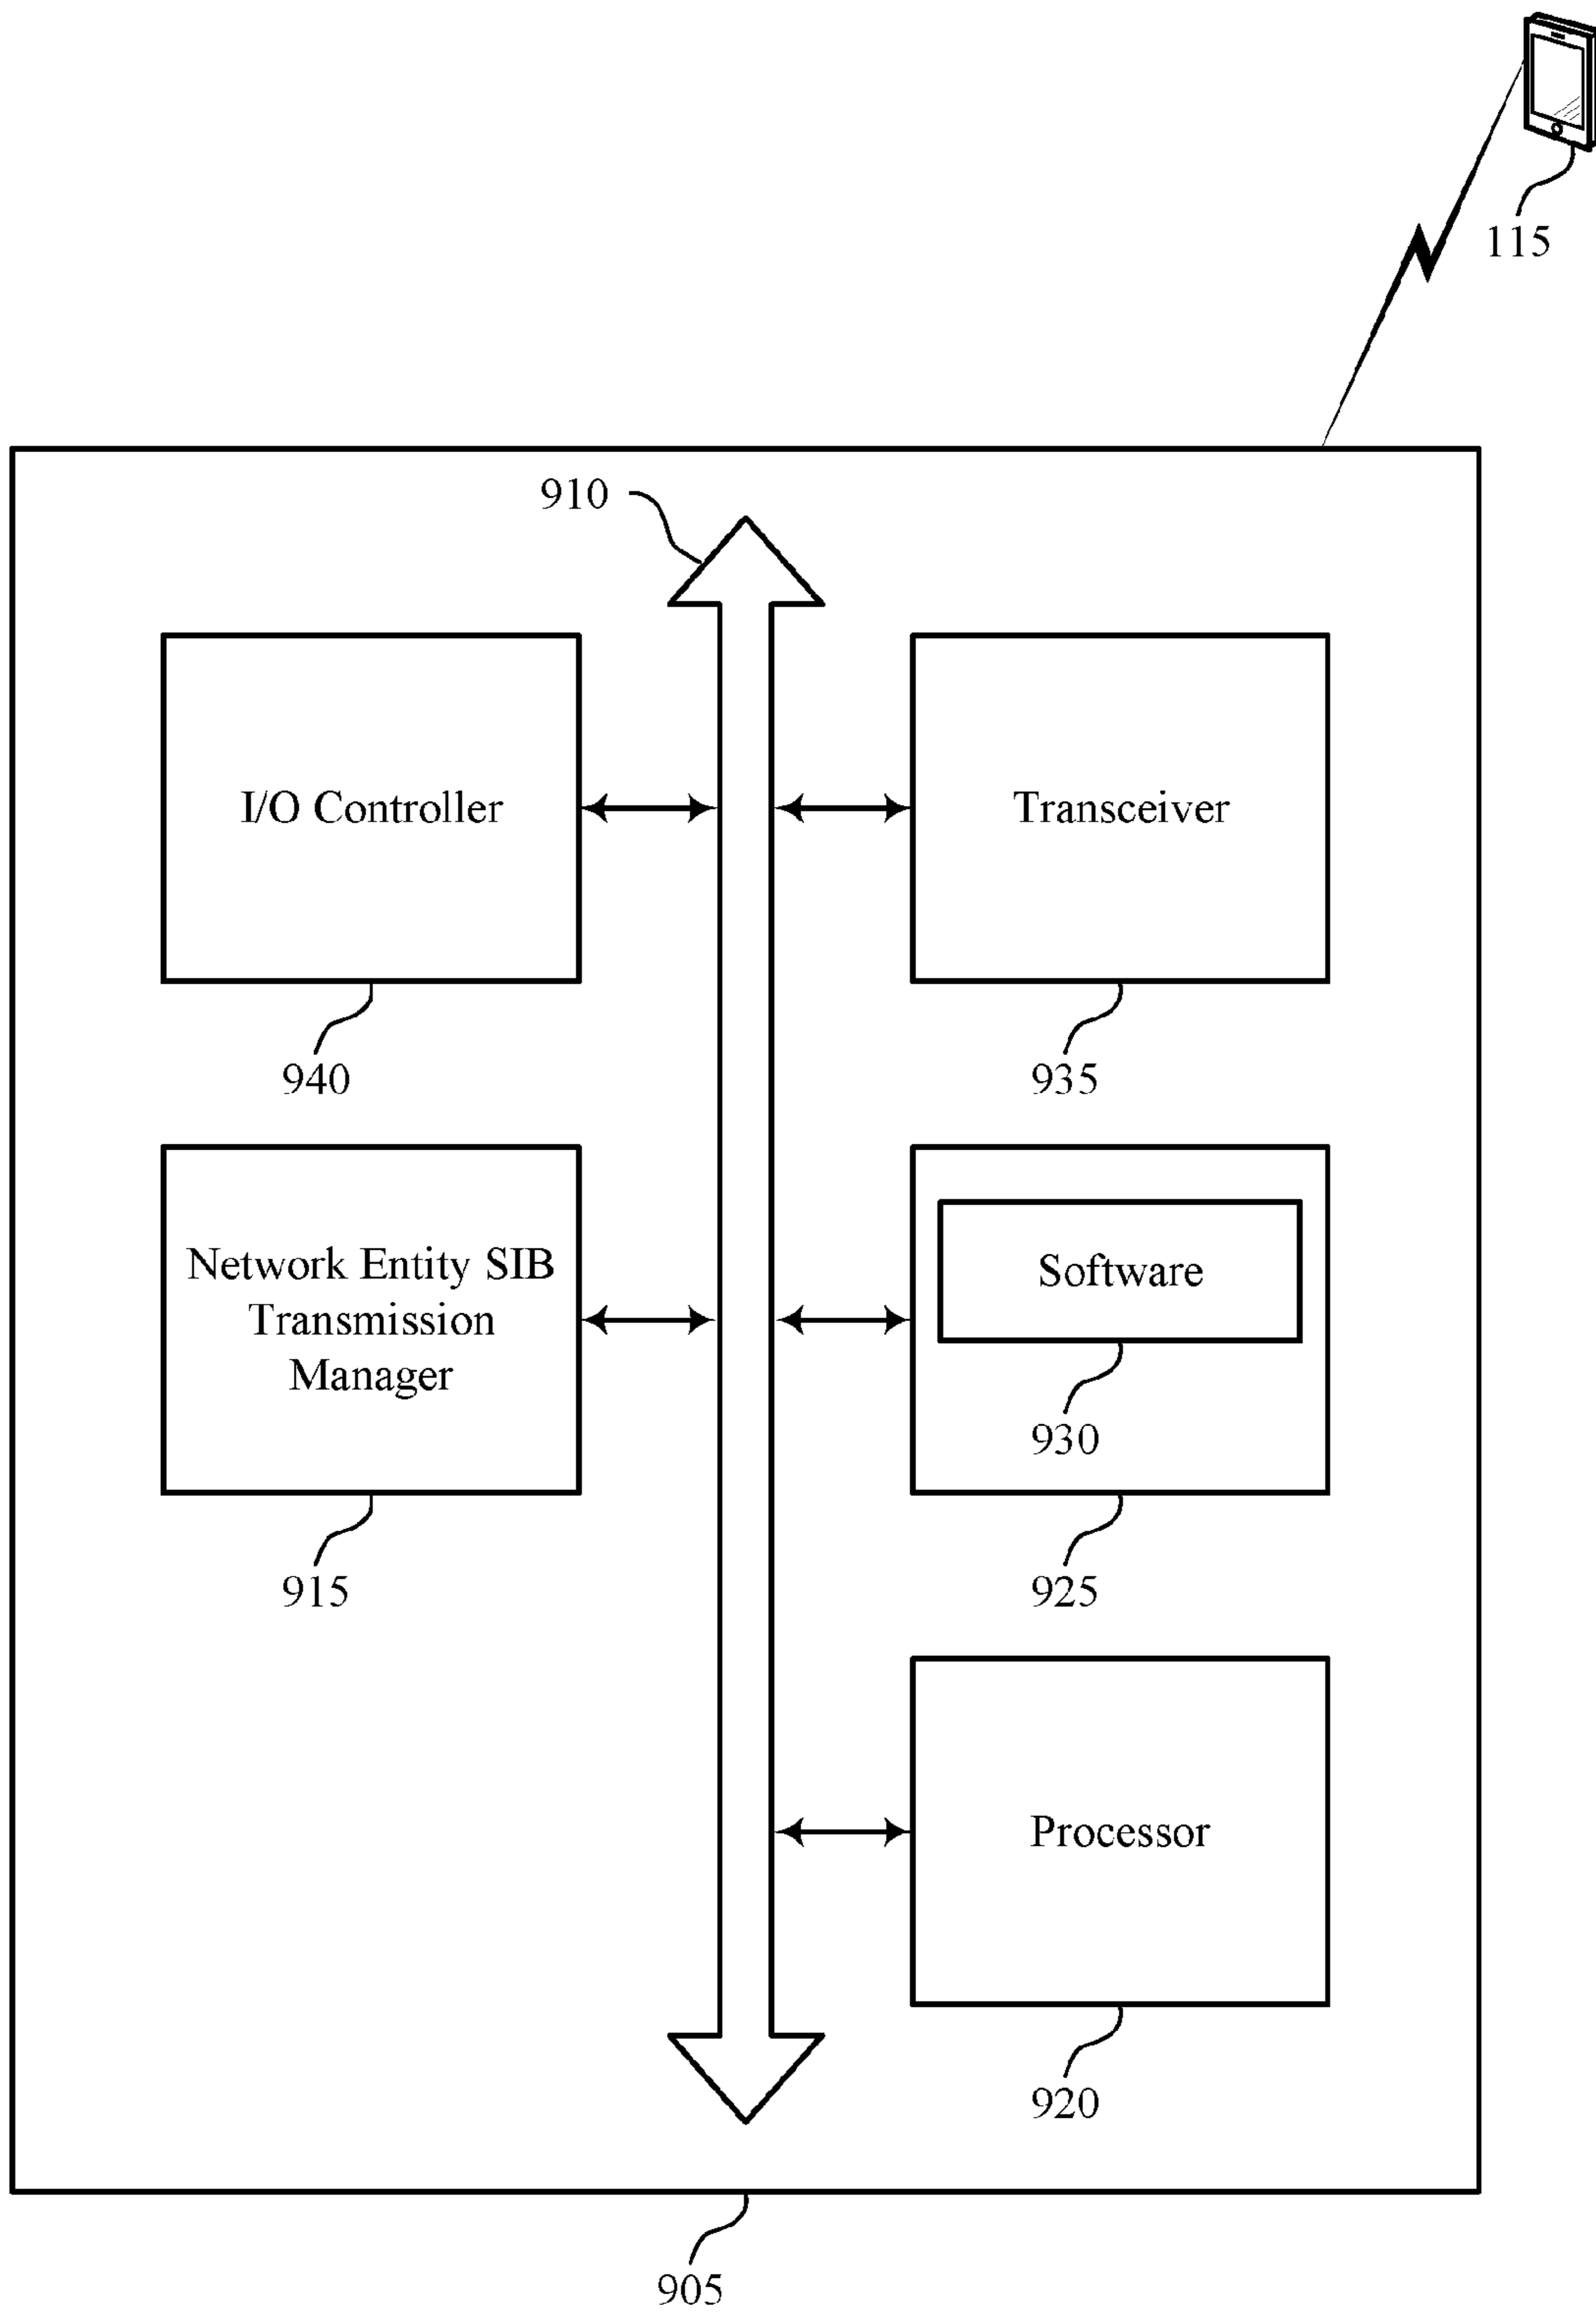 115
910
I/O Controller
Transceiver
940
935
Network Entity SIB
Transmission
Manager
Software
930
915
925
Processor
920
905